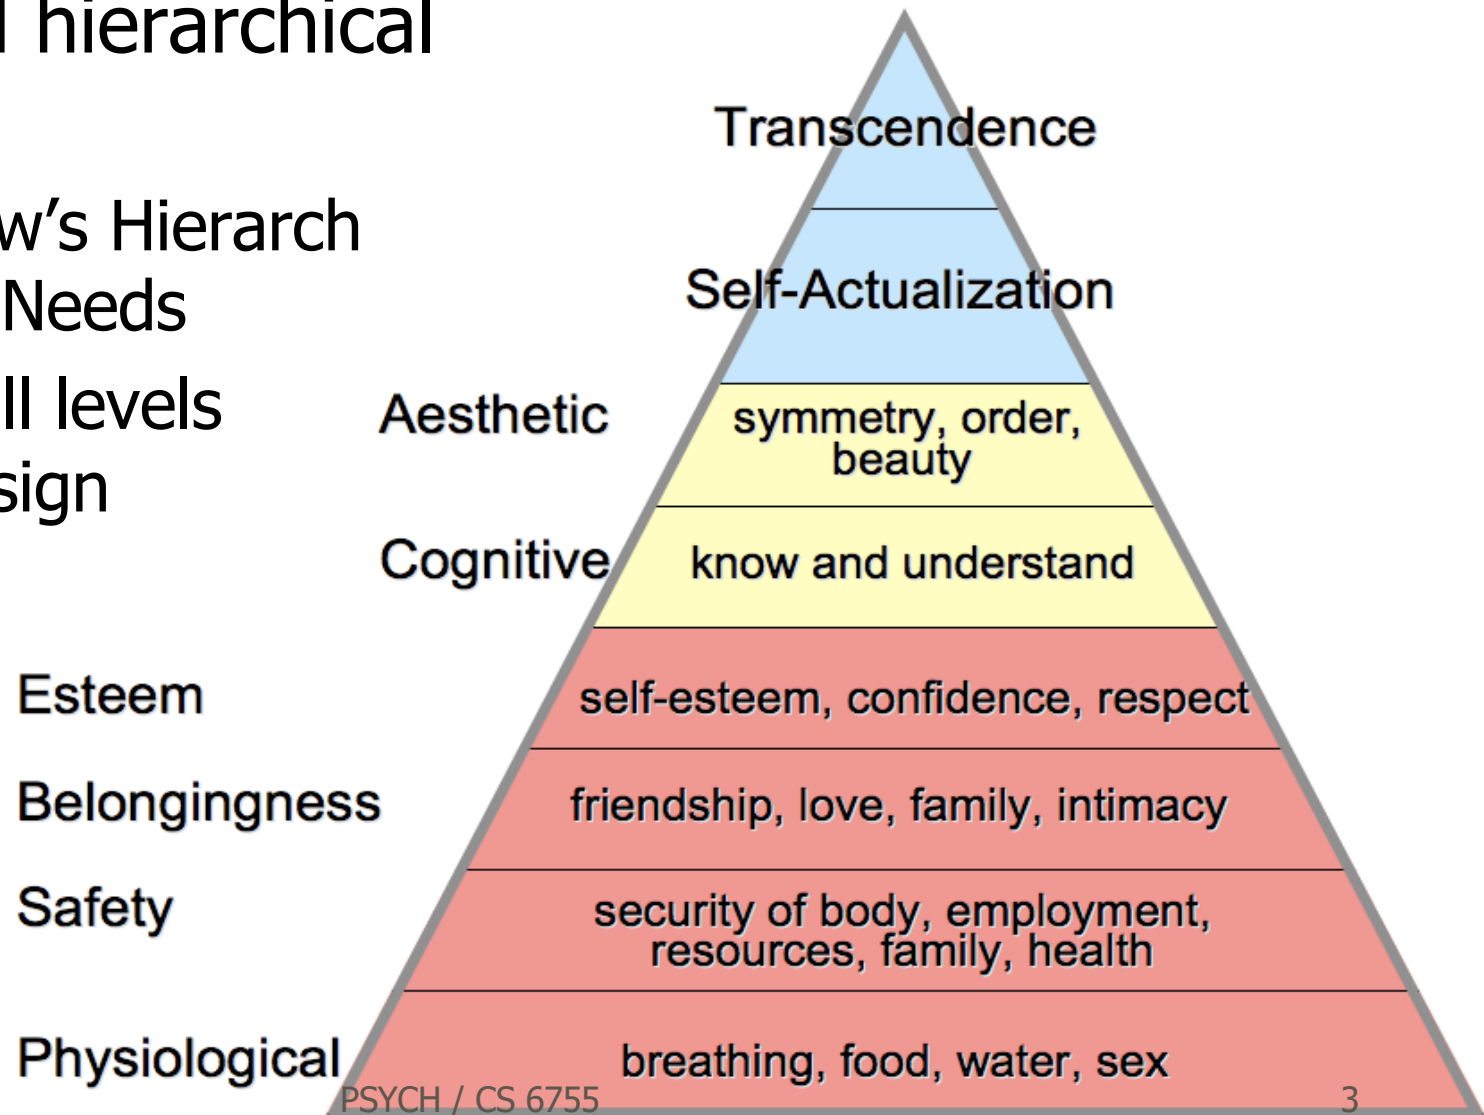 hierarchical
w’s Hierarch
Needs
ll levels
sign
Transcendence
Self-Actualization
Aesthetic
symmetry, order,
beauty
Cognitive
know and understand
Esteem
self-esteem, confidence, respect
Belongingness
friendship, love, family, intimacy
Safety
security of body, employment,
resources, family, health
Physiological
breathing, food, water, sex
PSYCH / CS 6755
3